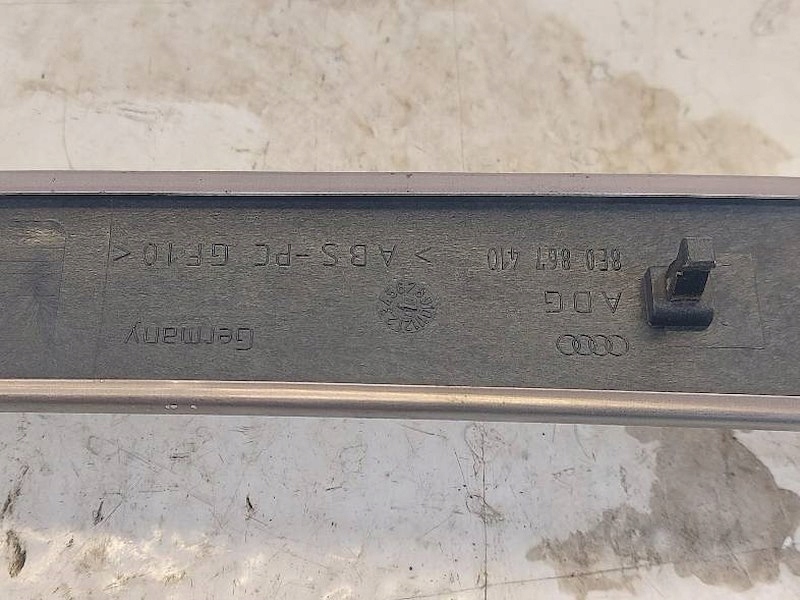 Germany
ADG
8E0 867 410
> ABS-PC GF10 <